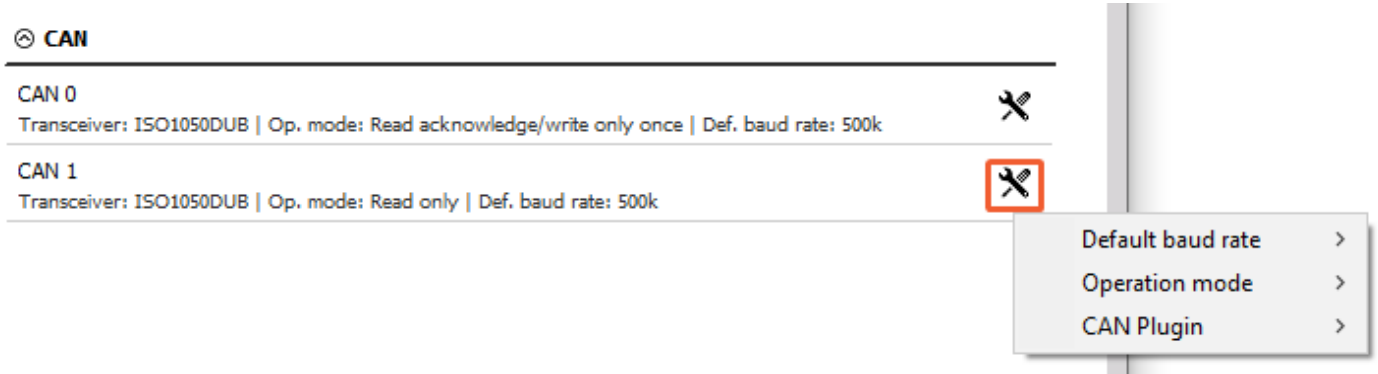 CAN
CAN 0
Transceiver: ISO1050DUB | Op. mode: Read acknowledge/write only once | Def. baud rate: 500k
CAN 1
Transceiver: ISO1050DUB | Op. mode: Read only | Def. baud rate: 500k
Default baud rate
Operation mode
CAN Plugin